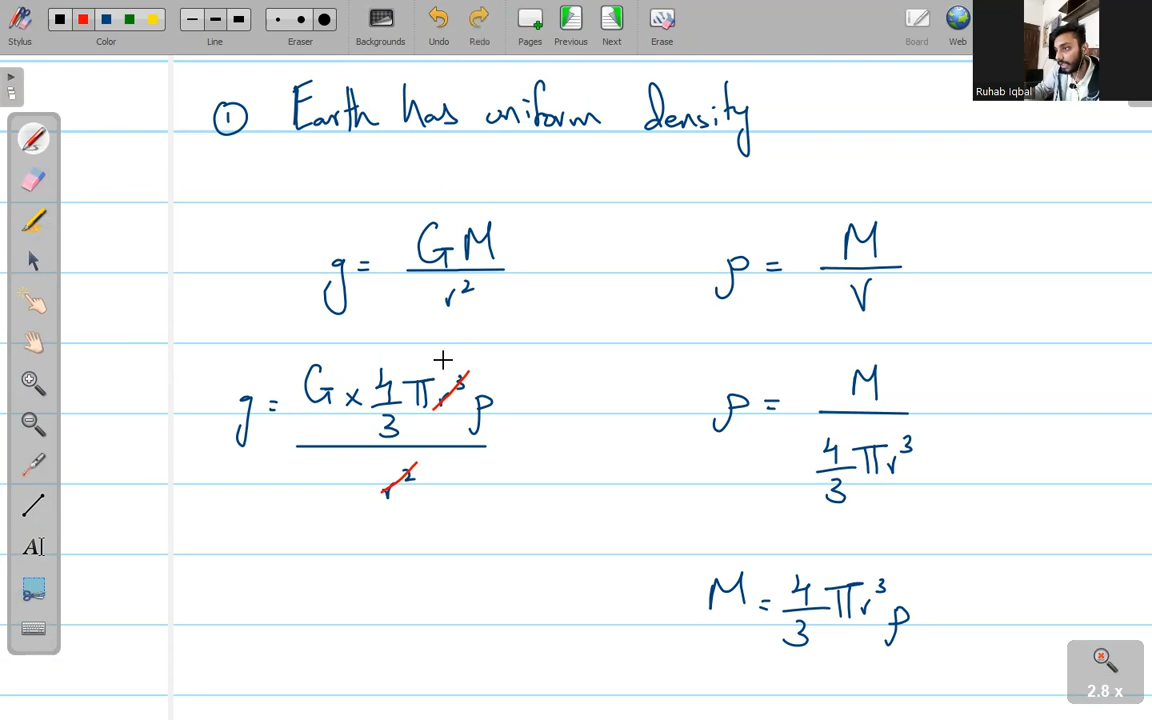 Stylus Color Line Eraser Backgrounds Undo Redo Pages Previous Next Erase Board Web
Ruhab Iqbal
① Earth has uniform density
g = GM / r²
ρ = M / V
g = G × 4/3 π r³ ρ / r²
ρ = M / 4/3 π r³
M = 4/3 π r³ ρ
2.8 x